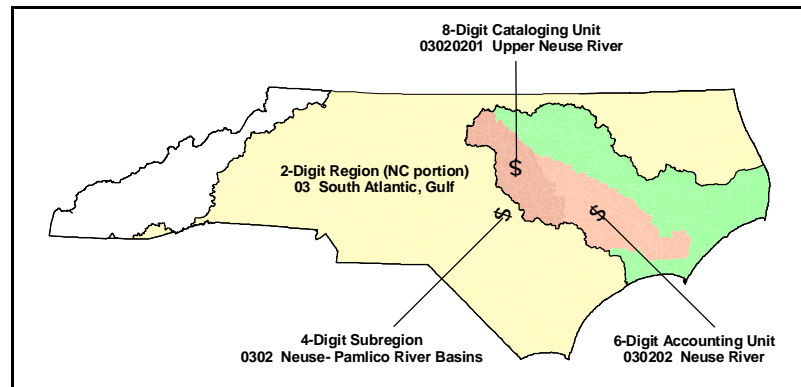 8-Digit Cataloging Unit
03020201  Upper Neuse River
2-Digit Region (NC portion)
03  South Atlantic, Gulf
$
$
$
4-Digit Subregion
0302  Neuse- Pamlico River Basins
6-Digit Accounting Unit
030202  Neuse River